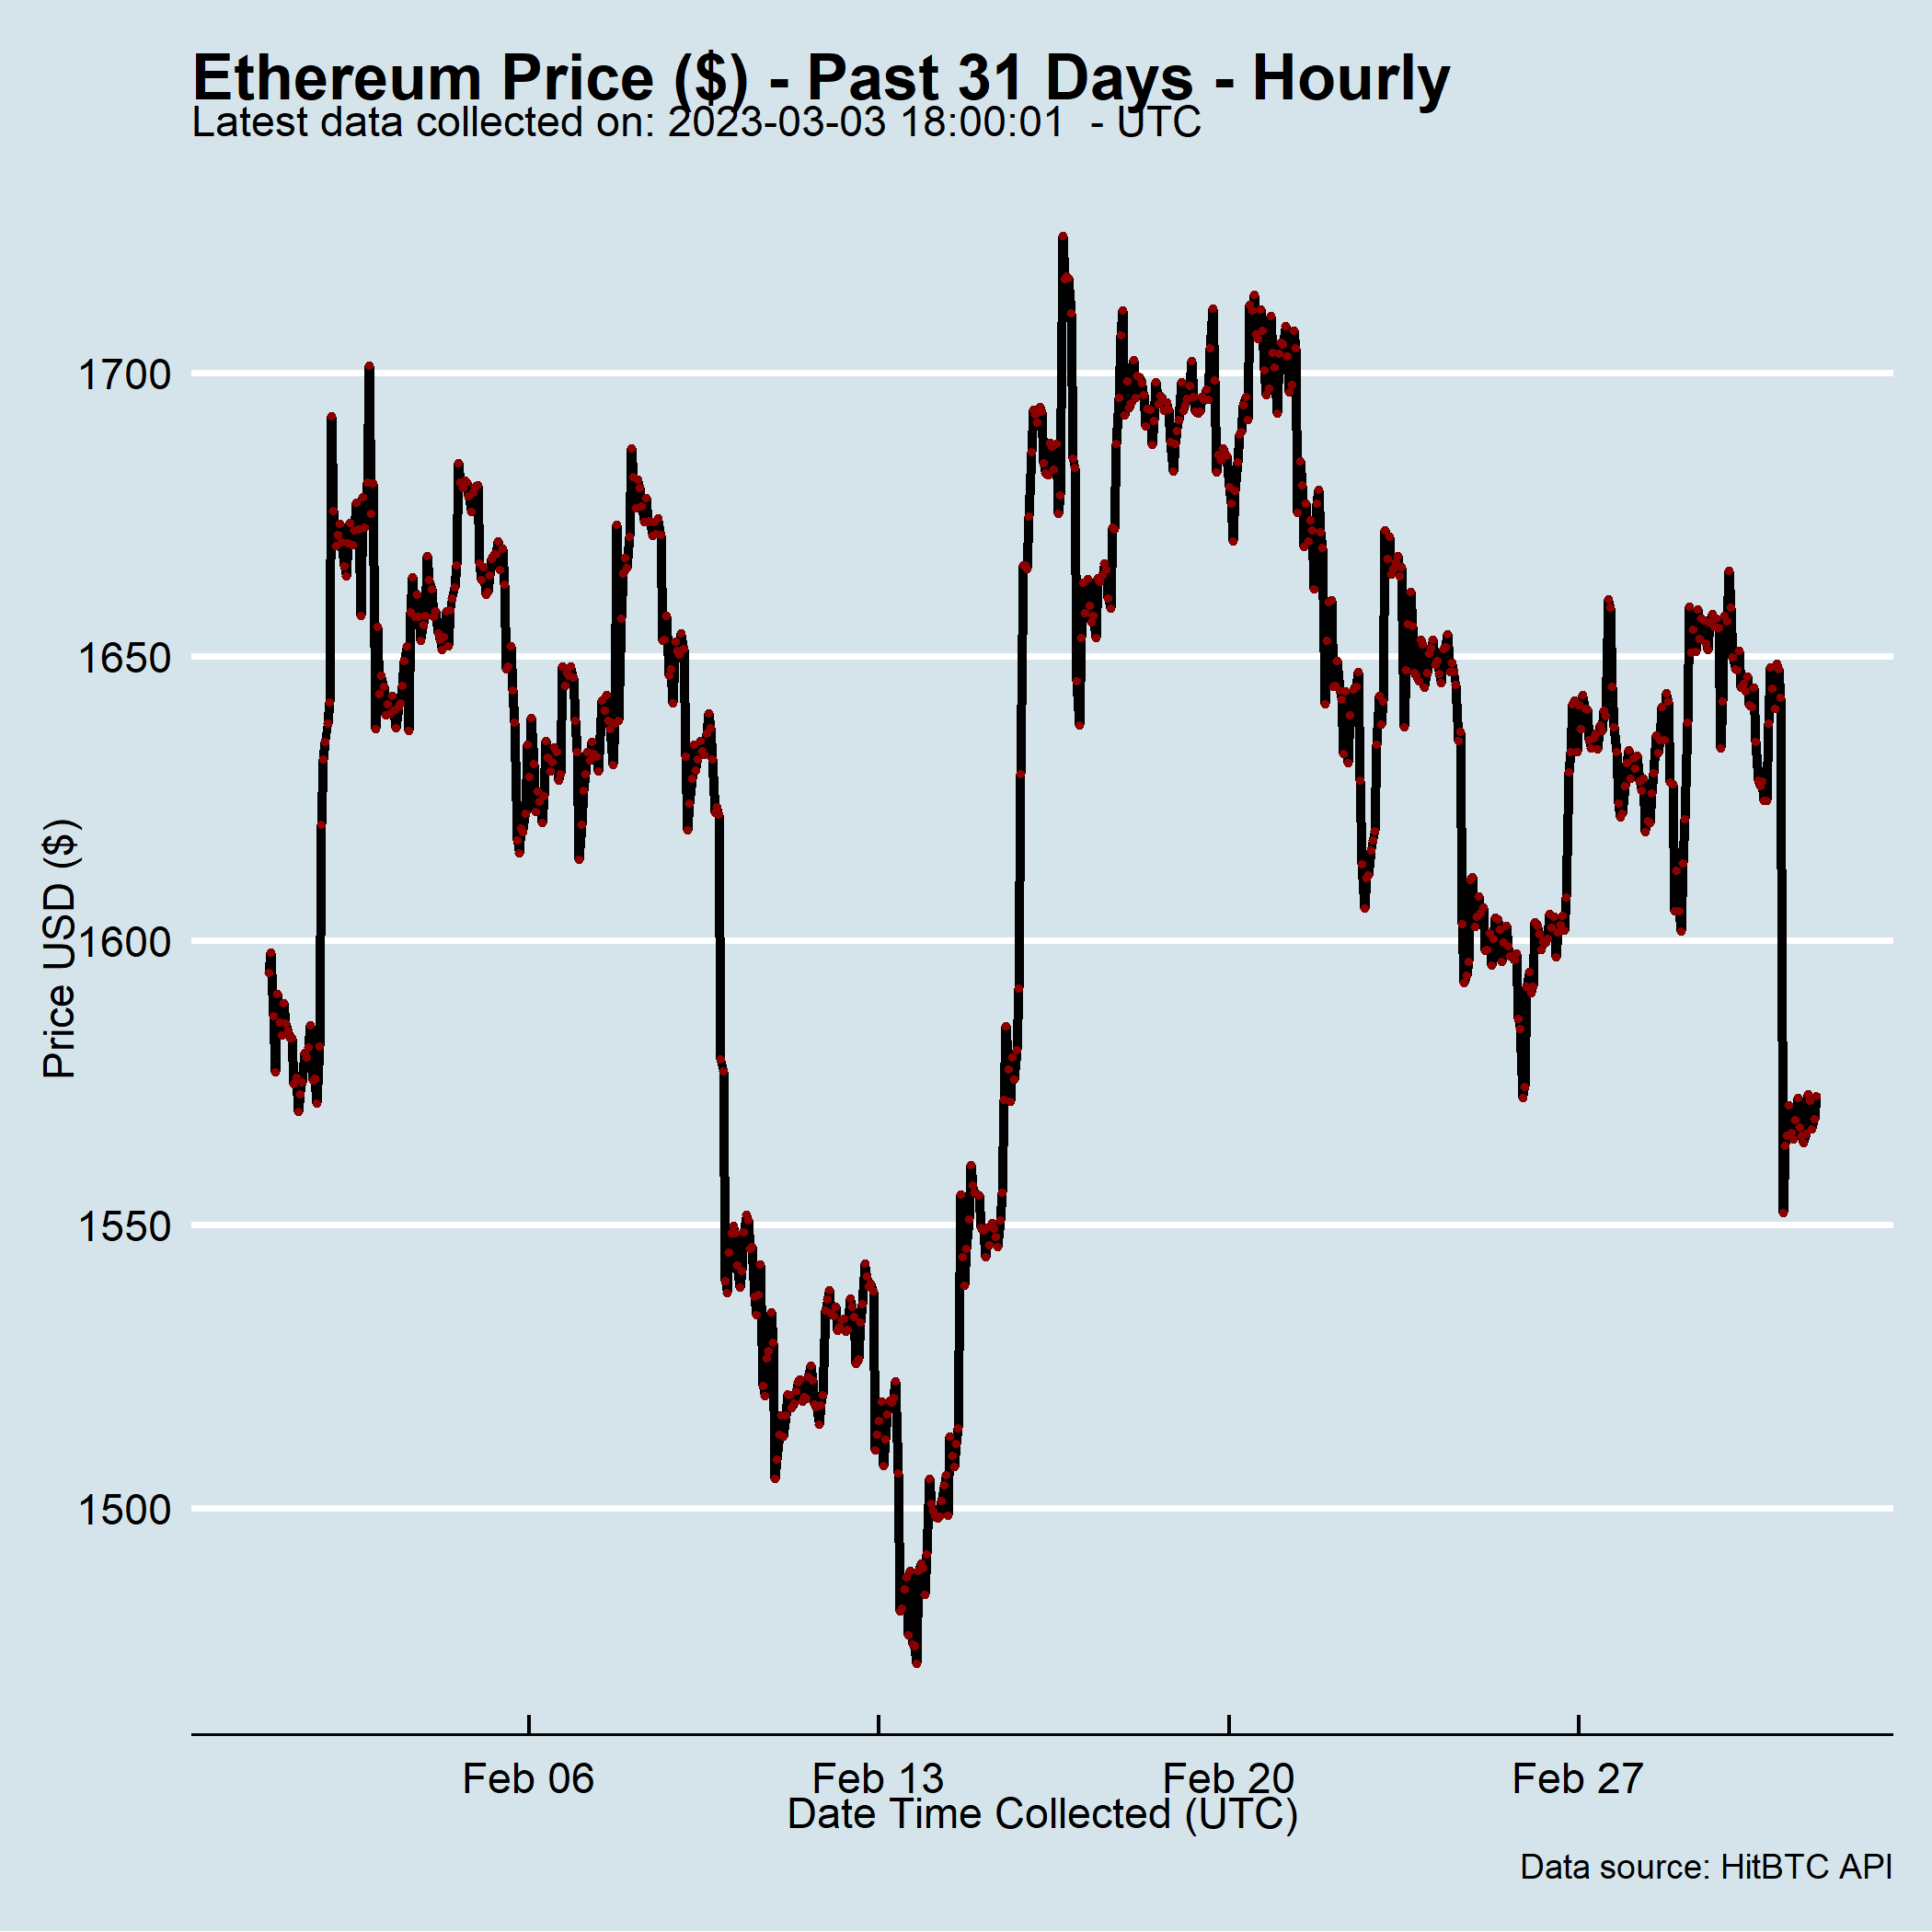 Ethereum Price ($) - Past 31 Days - Hourly
Latest data collected on: 2023-03-03 18:00:01  - UTC
Price USD ($)
1700
1650
1600
1550
1500
Feb 06
Feb 13
Feb 20
Feb 27
Date Time Collected (UTC)
Data source: HitBTC API